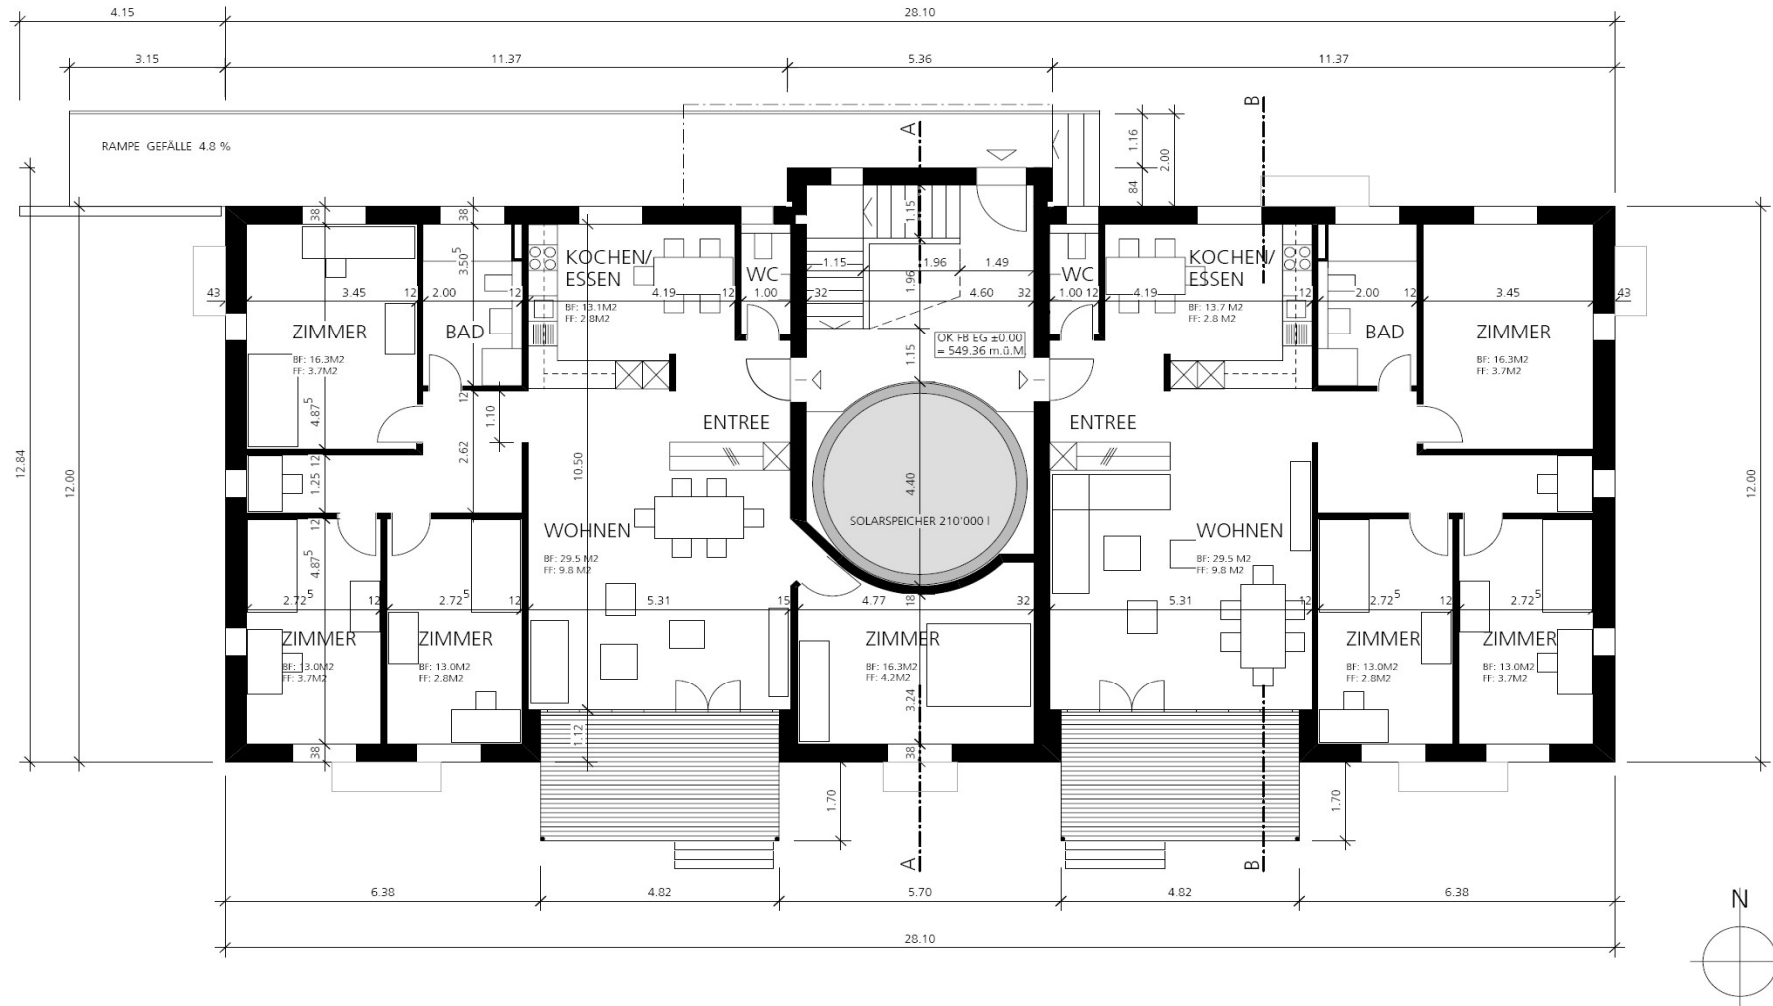 4.15
28.10
3.15
11.37
5.36
11.37
RAMPE GEFÄLLE 4.8 %
A
B
1.16
2.00
84
38
38
1.15
3.50⁵
KOCHEN/
ESSEN
BF: 13.1M2
FF: 2.8M2
WC
1.15
1.96
1.49
1.96
WC
KOCHEN/
ESSEN
BF: 13.7 M2
FF: 2.8 M2
43
3.45
12
2.00
12
4.19
12
1.00
32
4.60
32
1.00
12
4.19
12
2.00
12
3.45
43
ZIMMER
BF: 16.3M2
FF: 3.7M2
BAD
OK FB EG ±0.00
= 549.36 m.ü.M
1.15
BAD
ZIMMER
BF: 16.3M2
FF: 3.7M2
4.87⁵
12
1.10
ENTREE
ENTREE
12.84
12.00
12
1.25
2.62
10.50
4.40
12.00
SOLARSPEICHER 210'000 l
WOHNEN
BF: 29.5 M2
FF: 9.8 M2
WOHNEN
BF: 29.5 M2
FF: 9.8 M2
12
4.87⁵
2.72⁵
12
2.72⁵
12
5.31
15
4.77
18
32
5.31
12
2.72⁵
12
2.72⁵
ZIMMER
BF: 13.0M2
FF: 3.7M2
ZIMMER
BF: 13.0M2
FF: 2.8M2
ZIMMER
BF: 16.3M2
FF: 4.2M2
ZIMMER
BF: 13.0M2
FF: 2.8M2
ZIMMER
BF: 13.0M2
FF: 3.7M2
3.24
1.12
38
38
1.70
1.70
A
B
6.38
4.82
5.70
4.82
6.38
28.10
N